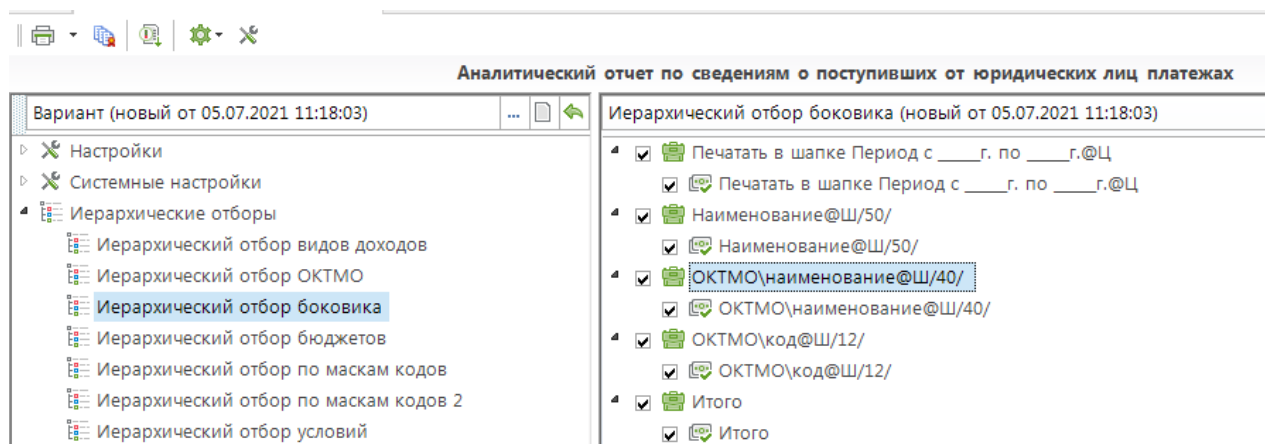 Аналитический отчет по сведениям о поступивших от юридических лиц платежах
Вариант (новый от 05.07.2021 11:18:03)
...
Настройки
Системные настройки
Иерархические отборы
Иерархический отбор видов доходов
Иерархический отбор ОКТМО
Иерархический отбор боковика
Иерархический отбор бюджетов
Иерархический отбор по маскам кодов
Иерархический отбор по маскам кодов 2
Иерархический отбор условий
Иерархический отбор боковика (новый от 05.07.2021 11:18:03)
Печатать в шапке Период с _____г. по _____г.@Ц
Печатать в шапке Период с _____г. по _____г.@Ц
Наименование@Ш/50/
Наименование@Ш/50/
ОКТМО\наименование@Ш/40/
ОКТМО\наименование@Ш/40/
ОКТМО\код@Ш/12/
ОКТМО\код@Ш/12/
Итого
Итого